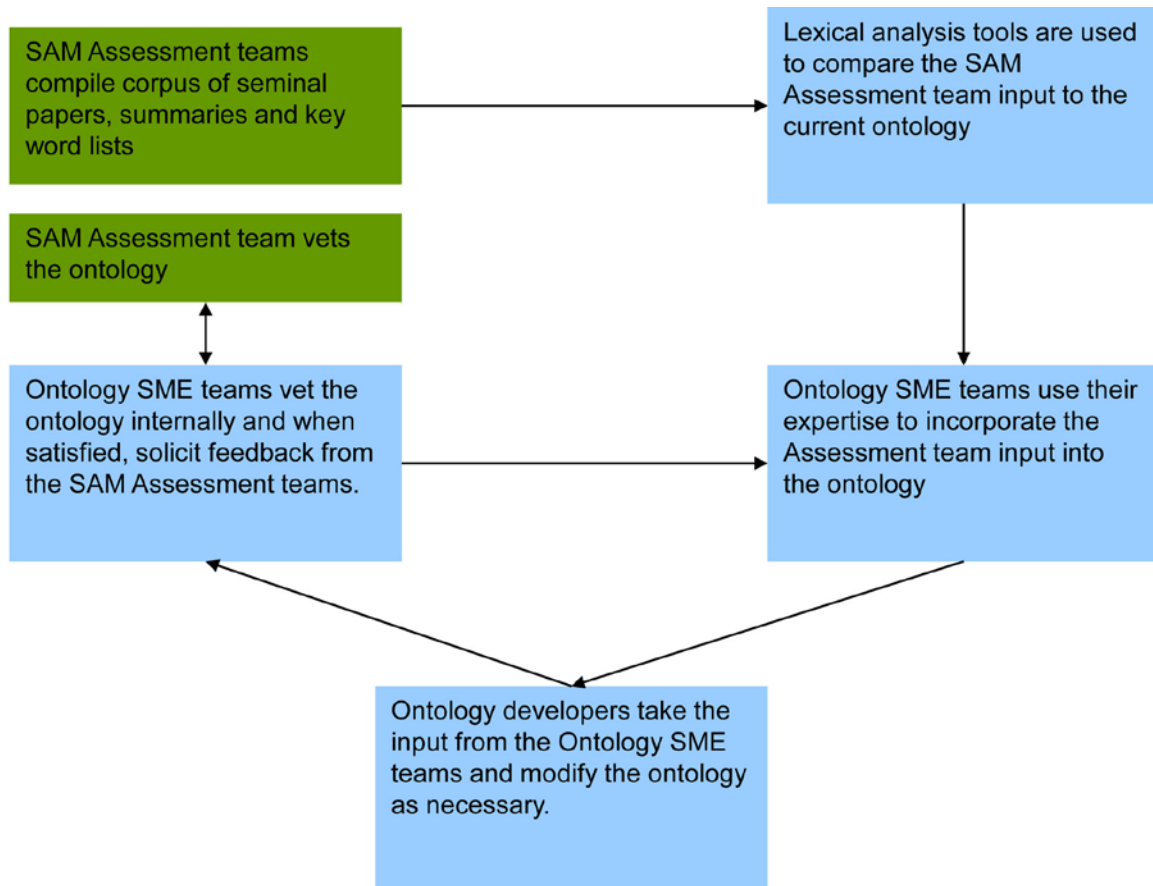 SAM Assessment teams
compile corpus of seminal
papers, summaries and key
word lists
Lexical analysis tools are used
to compare the SAM
Assessment team input to the
current ontology
SAM Assessment team vets
the ontology
Ontology SME teams vet the
ontology internally and when
satisfied, solicit feedback from
the SAM Assessment teams.
Ontology SME teams use their
expertise to incorporate the
Assessment team input into
the ontology
Ontology developers take the
input from the Ontology SME
teams and modify the ontology
as necessary.